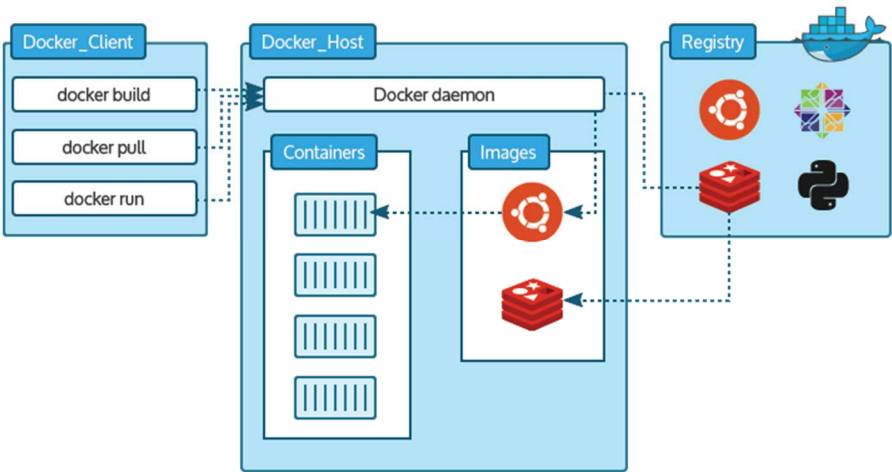 Docker_Client
Docker_Host
Registry
docker build
Docker daemon
docker pull
docker run
Containers
Images